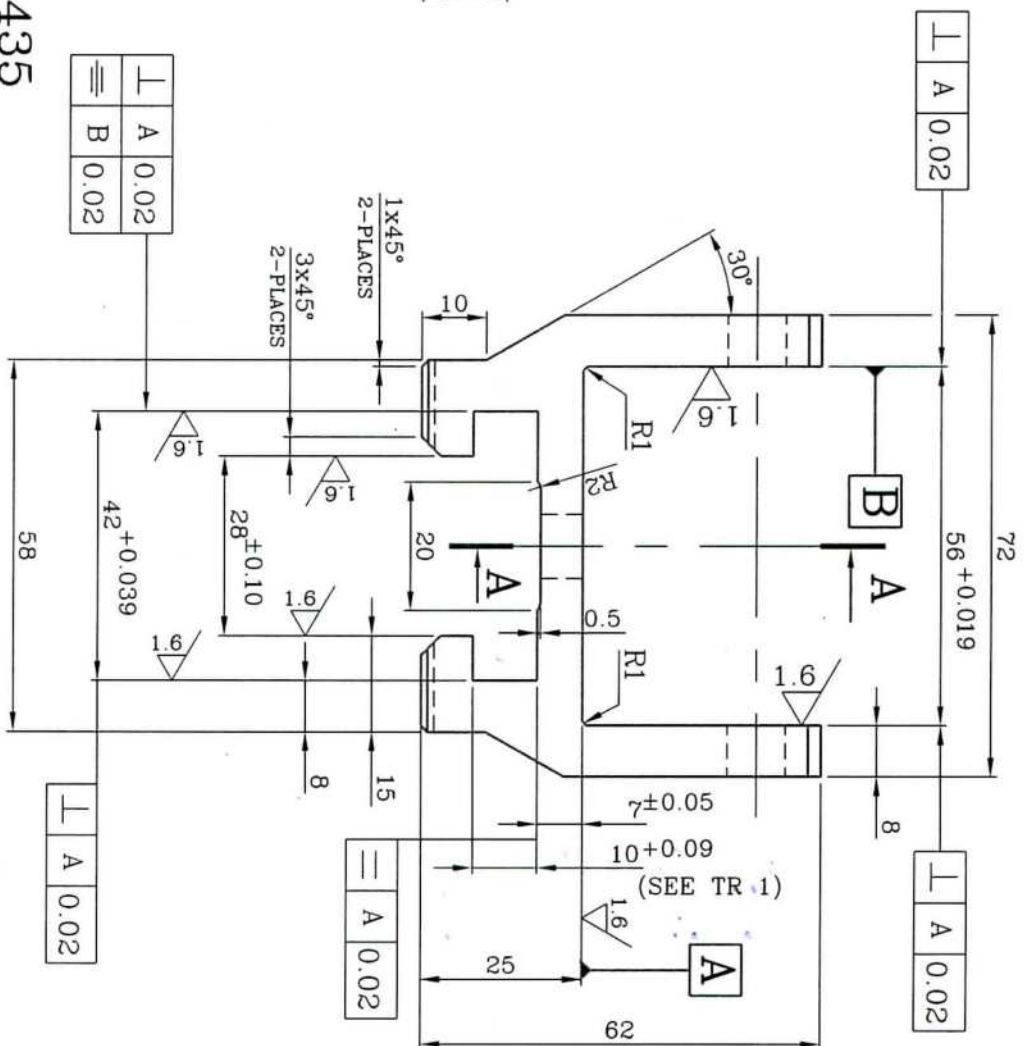 435
⊥ A 0.02
⊥ A 0.02
⌯ B 0.02
1x45°
2-PLACES
3x45°
2-PLACES
10
30°
72
56 +0.019
B
A
R1
1.6
R2
20
A
0.5
R1
1.6
8
⊥ A 0.02
1.6
1.6
28±0.10
42+0.039
58
1.6
1.6
8
15
7±0.05
10+0.09
(SEE TR 1)
1.6
A
25
62
⊥ A 0.02
// A 0.02